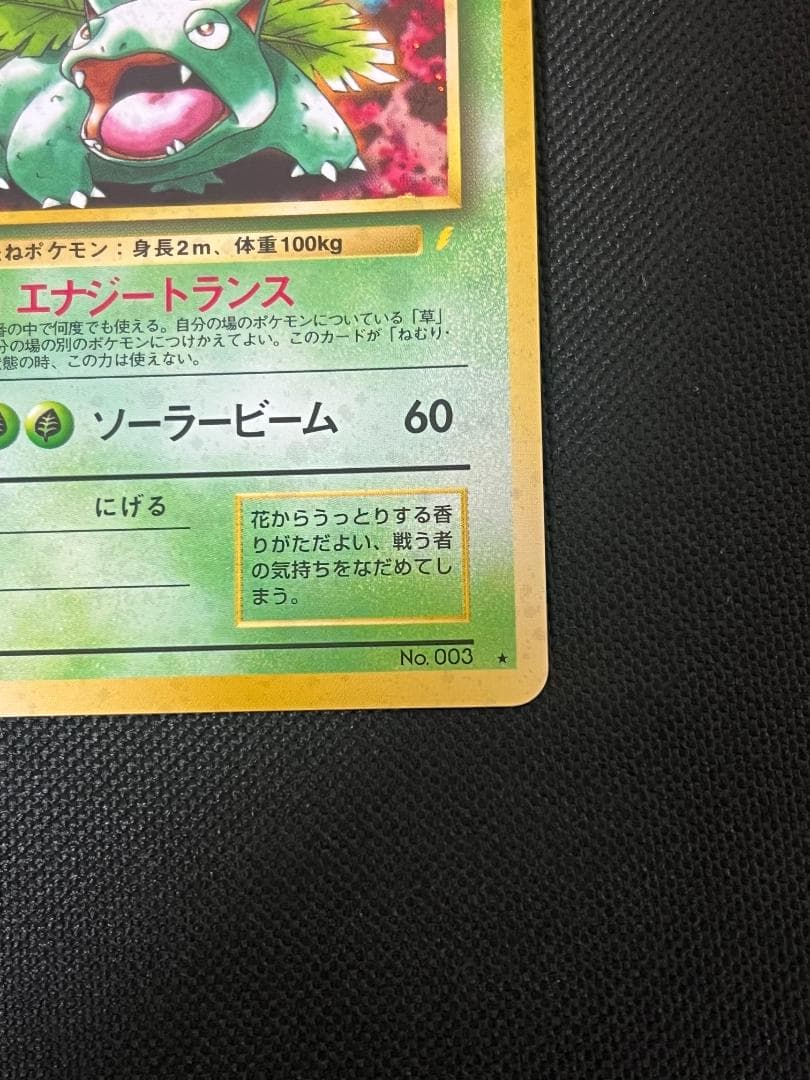 ねポケモン：身長2m、体重100kg
エナジートランス
の中で何度でも使える。自分の場のポケモンについている「草」
の場の別のポケモンにつけかえてよい。このカードが「ねむり・
態の時、この力は使えない。
ソーラービーム 60
にげる
花からうっとりする香
りがただよい、戦う者
の気持ちをなだめてし
まう。
No. 003 ★